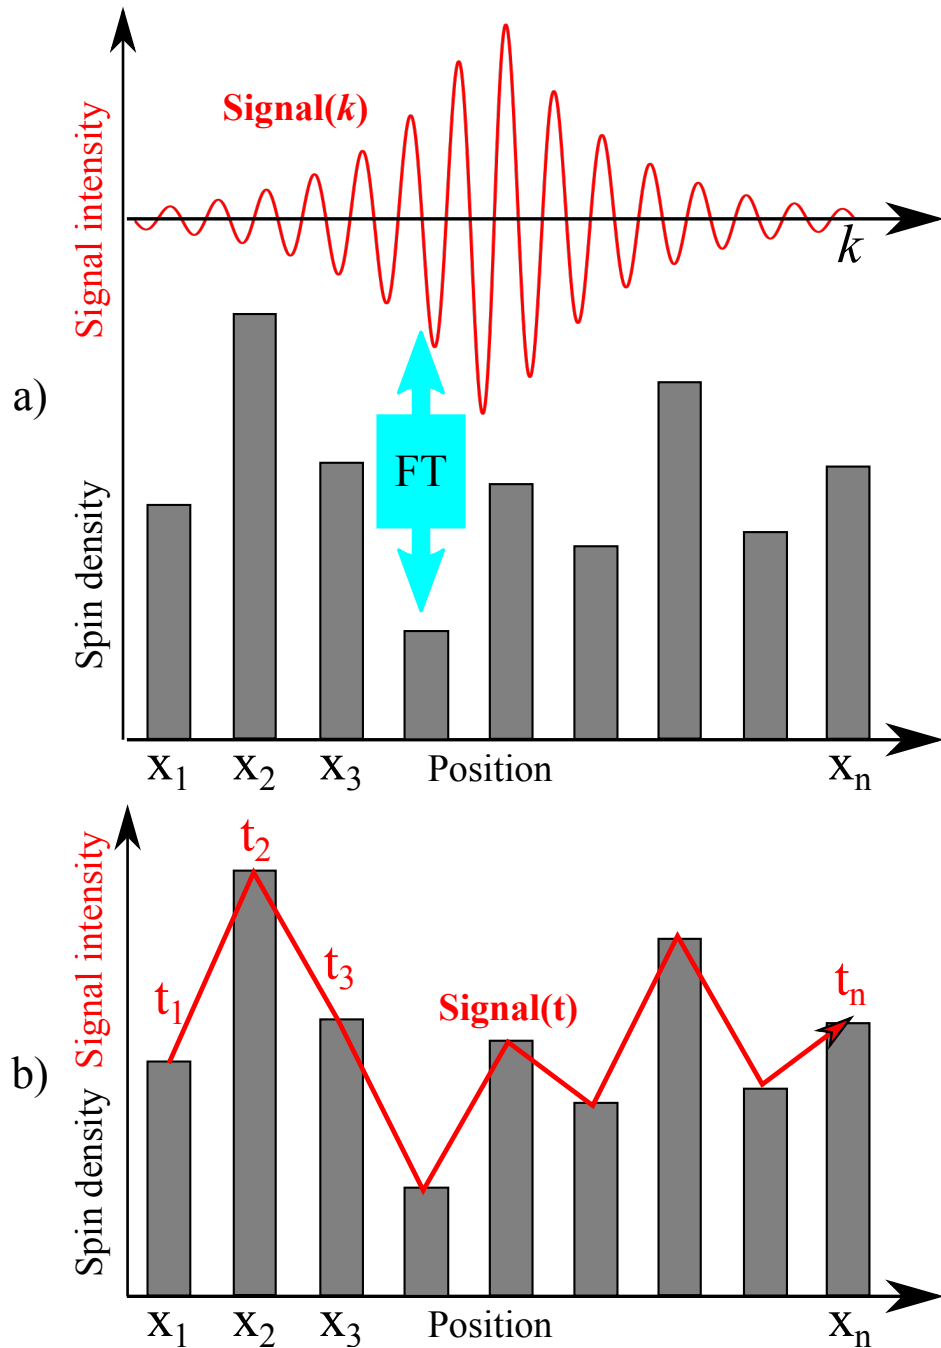 a)
Signal intensity
Signal(k)
k
FT
Spin density
x₁ x₂ x₃ Position xₙ
b)
Signal intensity
t₁
t₂
t₃
Signal(t)
tₙ
Spin density
x₁ x₂ x₃ Position xₙ